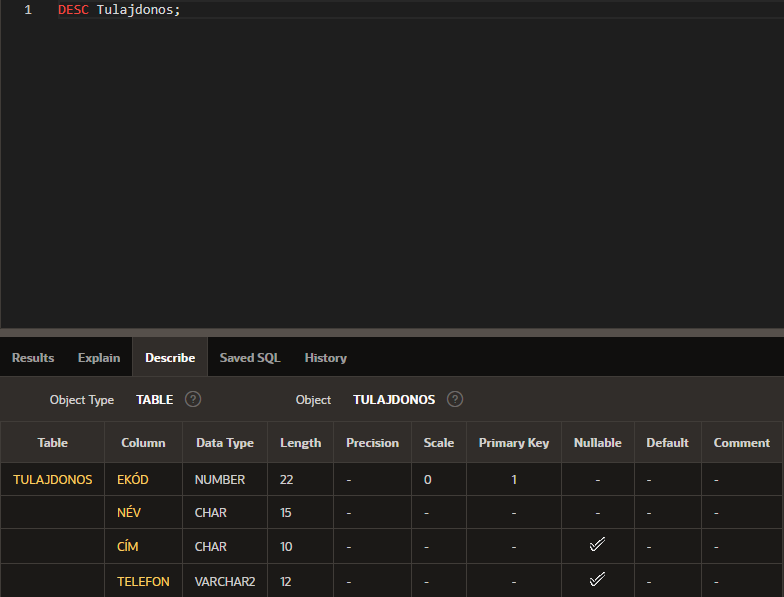 1 DESC Tulajdonos;
Results Explain Describe Saved SQL History
Object Type TABLE ? Object TULAJDONOS ?
Table Column Data Type Length Precision Scale Primary Key Nullable Default Comment
TULAJDONOS EKÓD NUMBER 22 - 0 1 - - -
NÉV CHAR 15 - - - - - -
CÍM CHAR 10 - - - ✓ - -
TELEFON VARCHAR2 12 - - - ✓ - -